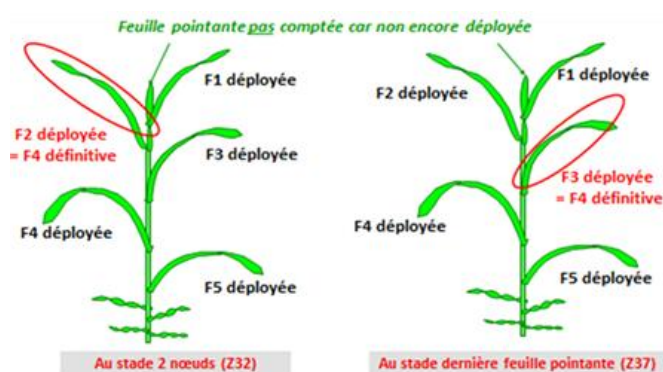 Feuille pointante pas comptée car non encore déployée
F1 déployée
F2 déployée
= F4 définitive
F3 déployée
F4 déployée
F5 déployée
Au stade 2 nœuds (Z32)
F1 déployée
F2 déployée
F3 déployée
= F4 définitive
F4 déployée
F5 déployée
Au stade dernière feuille pointante (Z37)